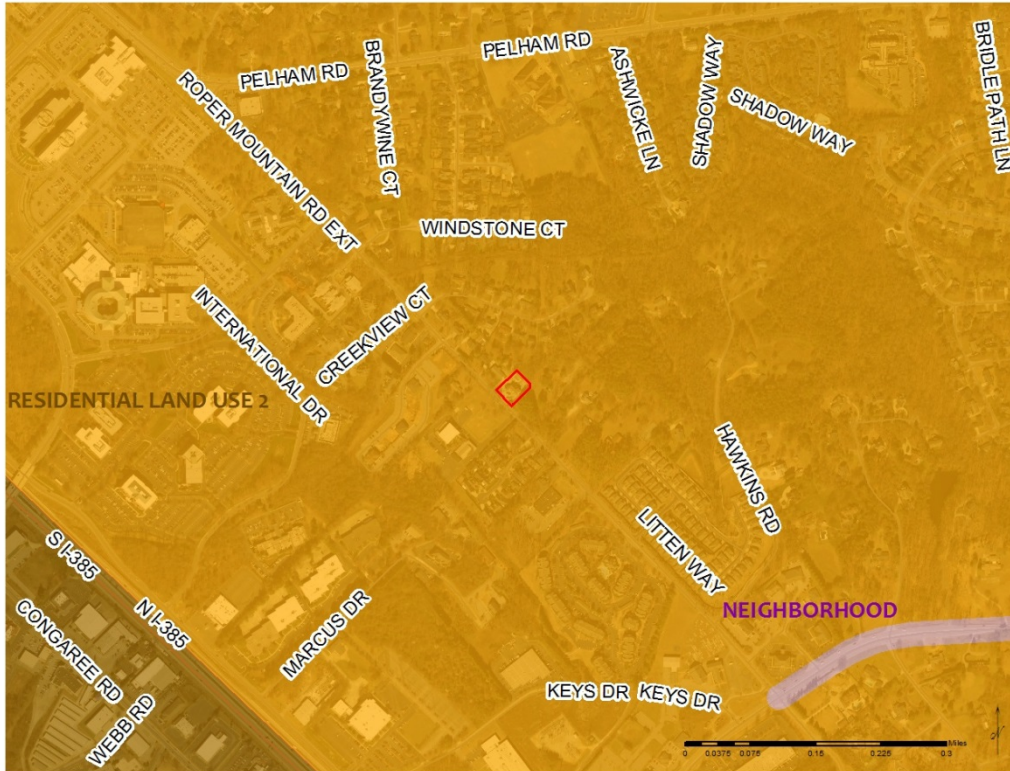 PELHAM RD
PELHAM RD
BRANDYWINE CT
ASHWICKE LN
SHADOW WAY
SHADOW WAY
BRIDLE PATH LN
ROPER MOUNTAIN RD EXT
WINDSTONE CT
INTERNATIONAL DR
CREEKVIEW CT
RESIDENTIAL LAND USE 2
HAWKINS RD
LITTEN WAY
S I-385
N I-385
NEIGHBORHOOD
CONGAREE RD
WEBB RD
MARCUS DR
KEYS DR KEYS DR
Miles
0 0.0375 0.075 0.15 0.225 0.3
N